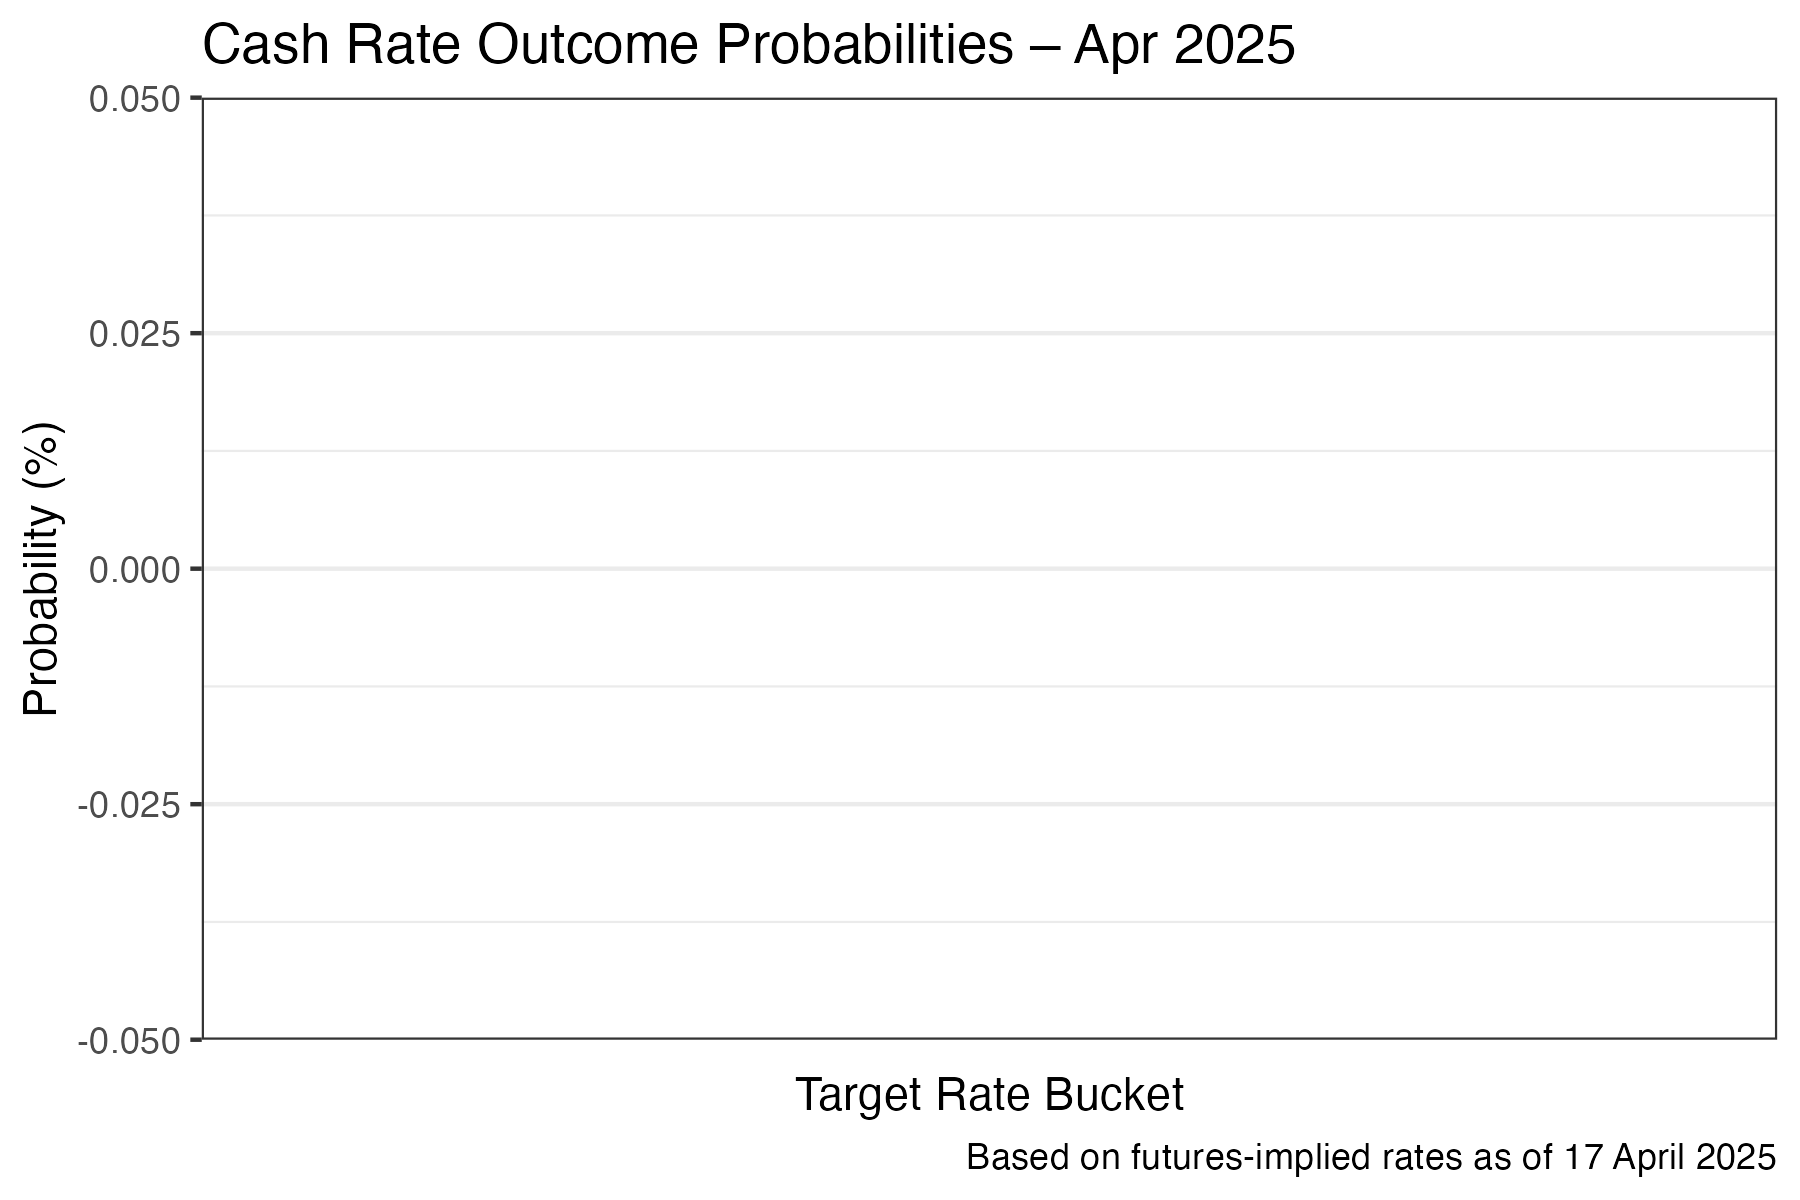 Cash Rate Outcome Probabilities – Apr 2025
Probability (%)
0.050
0.025
0.000
-0.025
-0.050
Target Rate Bucket
Based on futures-implied rates as of 17 April 2025